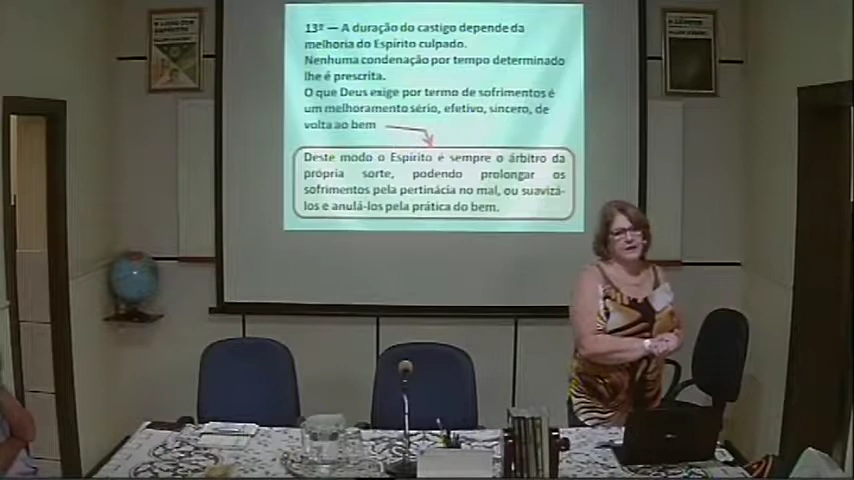 13º — A duração do castigo depende da
melhoria do Espírito culpado.
Nenhuma condenação por tempo determinado
lhe é prescrita.
O que Deus exige por termo de sofrimentos é
um melhoramento sério, efetivo, sincero, de
volta ao bem
Deste modo o Espírito é sempre o árbitro da
própria sorte, podendo prolongar os
sofrimentos pela pertinácia no mal, ou suavizá-
los e anulá-los pela prática do bem.